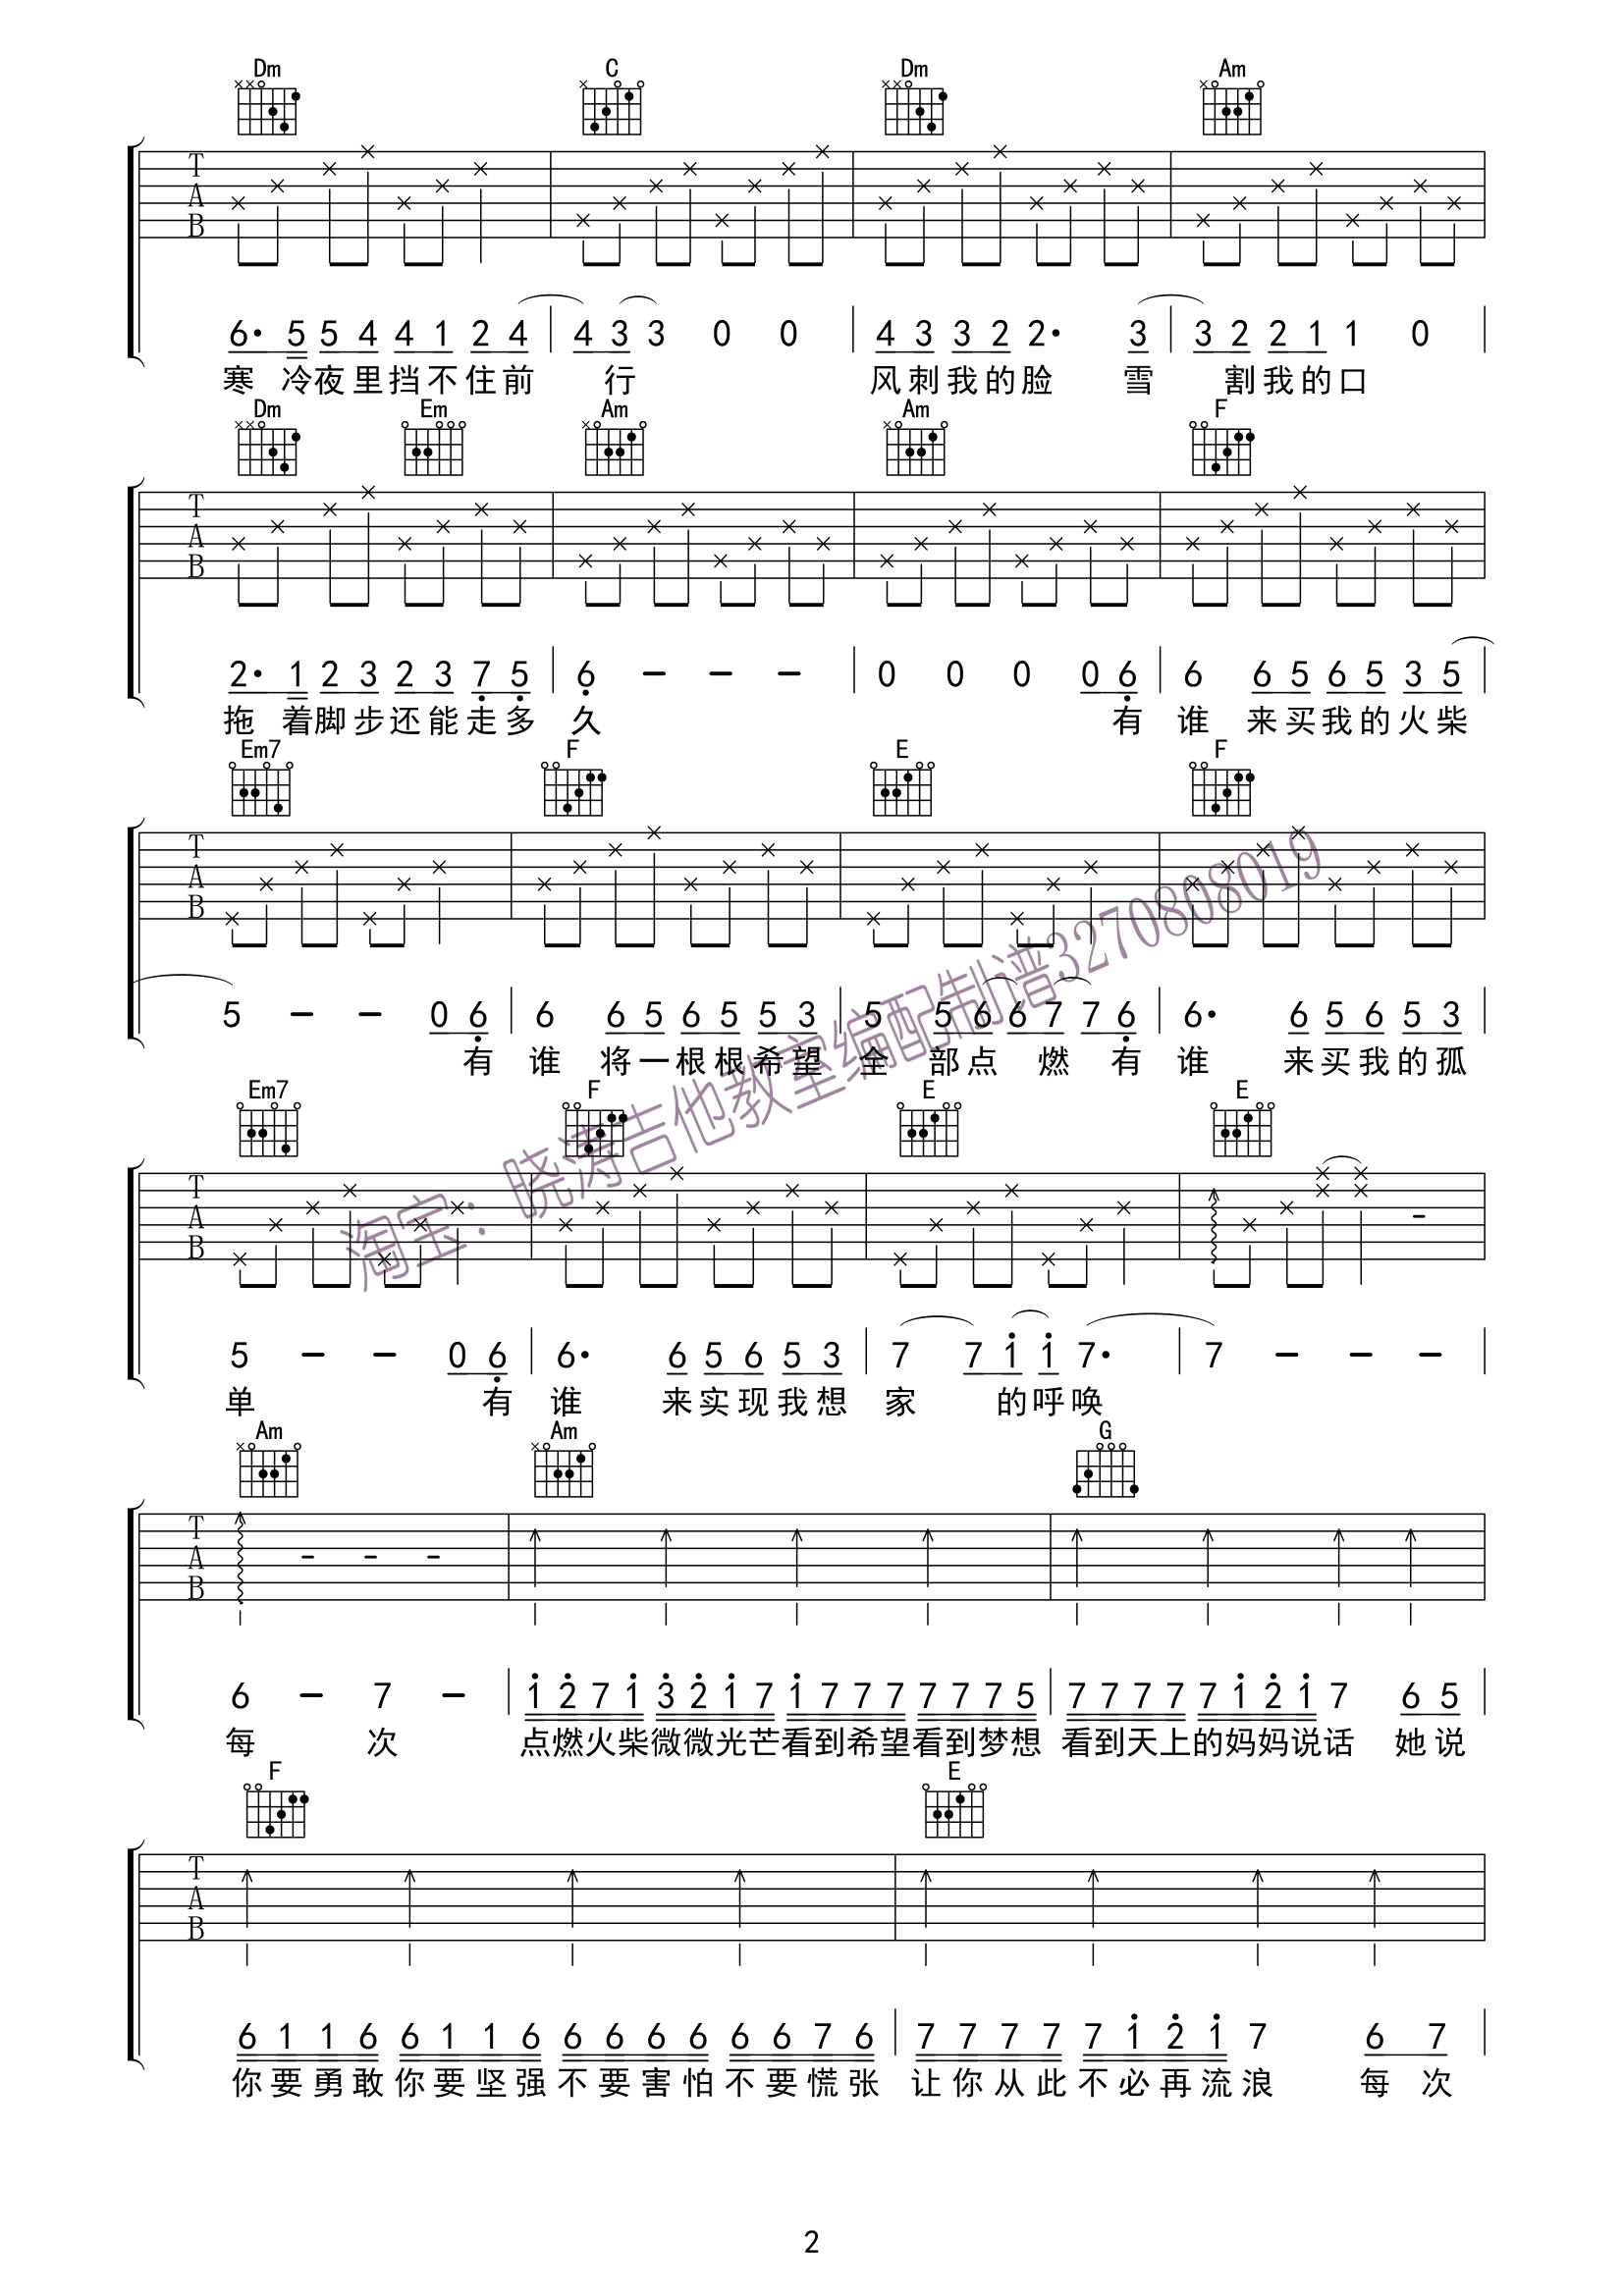 Dm C Dm Am
T
A
B
6· 5 5 4 4 1 2 4 | 4 3 3 0 0 | 4 3 3 2 2· 3 | 3 2 2 1 1 0 |
寒 冷夜里挡不住前 行 风刺我的脸 雪 割我的口
Dm Em Am Am F
T
A
B
2· 1 2 3 2 3 7 5 | 6 – – – | 0 0 0 0 6 | 6 6 5 6 5 3 5 |
拖 着脚步还能走多 久 有 谁 来买我的火柴
Em7 F E F
T
A
B
5 – – 0 6 | 6 6 5 6 5 5 3 | 5 5 6 6 7 7 6 | 6· 6 5 6 5 3 |
有 谁 将一根根希望 全 部点 燃 有 谁 来买我的孤
淘宝：晓涛吉他教室编配制谱3270808019
Em7 F E E
T
A
B
5 – – 0 6 | 6· 6 5 6 5 3 | 7 7 1 1 7· | 7 – – – |
单 有 谁 来实现我想 家 的呼唤
Am Am G
T
A
B
6 – 7 – | 1 2 7 1 3 2 1 7 1 7 7 7 7 7 7 5 | 7 7 7 7 7 1 2 1 7 6 5 |
每 次 点燃火柴微微光芒看到希望看到梦想 看到天上的妈妈说话 她说
F E
T
A
B
6 1 1 6 6 1 1 6 6 6 6 6 6 6 7 6 | 7 7 7 7 7 1 2 1 7 6 7 |
你要勇敢你要坚强不要害怕不要慌张 让你从此不必再流浪 每次
2